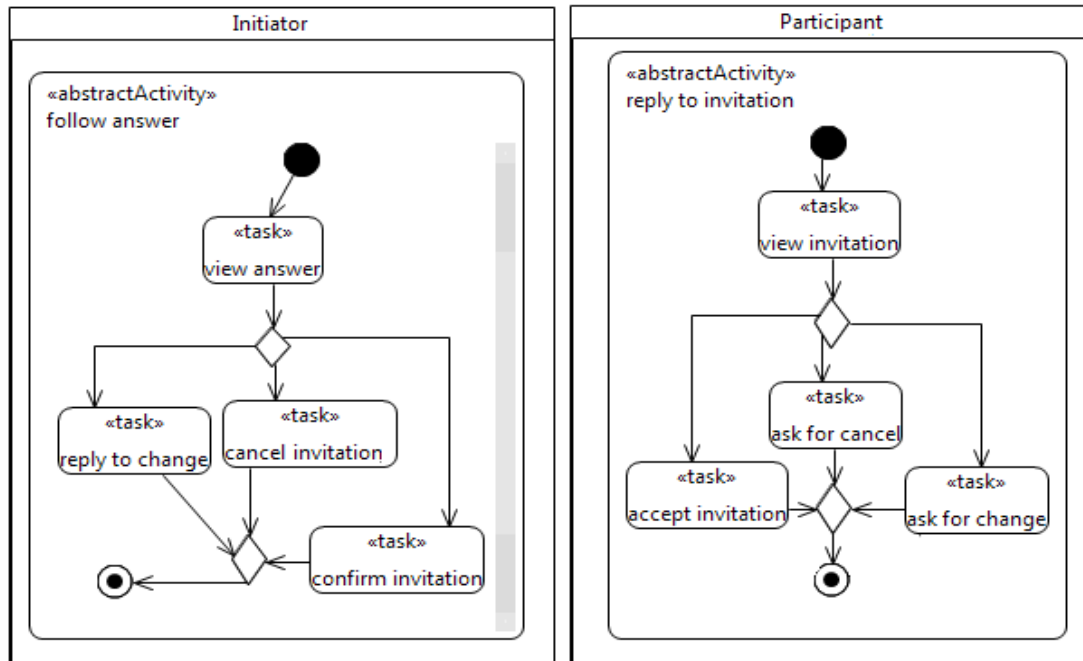 Initiator
«abstractActivity»
follow answer
«task»
view answer
«task»
reply to change
«task»
cancel invitation
«task»
confirm invitation
Participant
«abstractActivity»
reply to invitation
«task»
view invitation
«task»
ask for cancel
«task»
accept invitation
«task»
ask for change